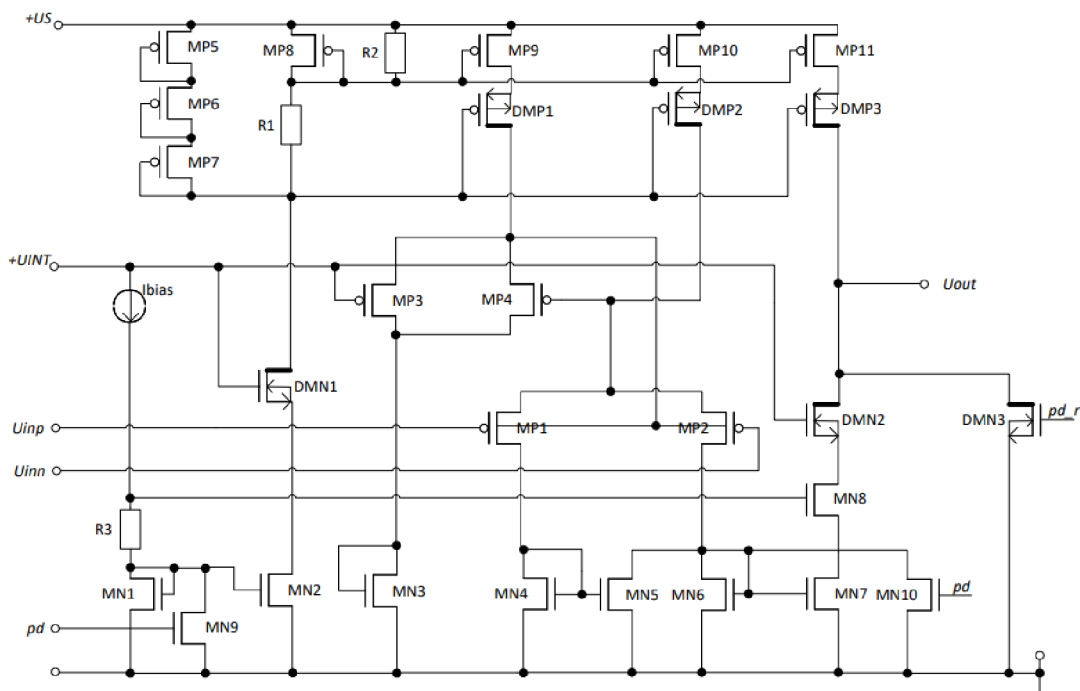 +US
MP5
MP8
R2
MP9
MP10
MP11
MP6
R1
DMP1
DMP2
DMP3
MP7
+UINT
Ibias
MP3
MP4
Uout
DMN1
Uinp
MP1
MP2
DMN2
DMN3
pd_r
Uinn
MN8
R3
MN1
MN2
MN3
MN4
MN5
MN6
MN7
MN10
pd
pd
MN9